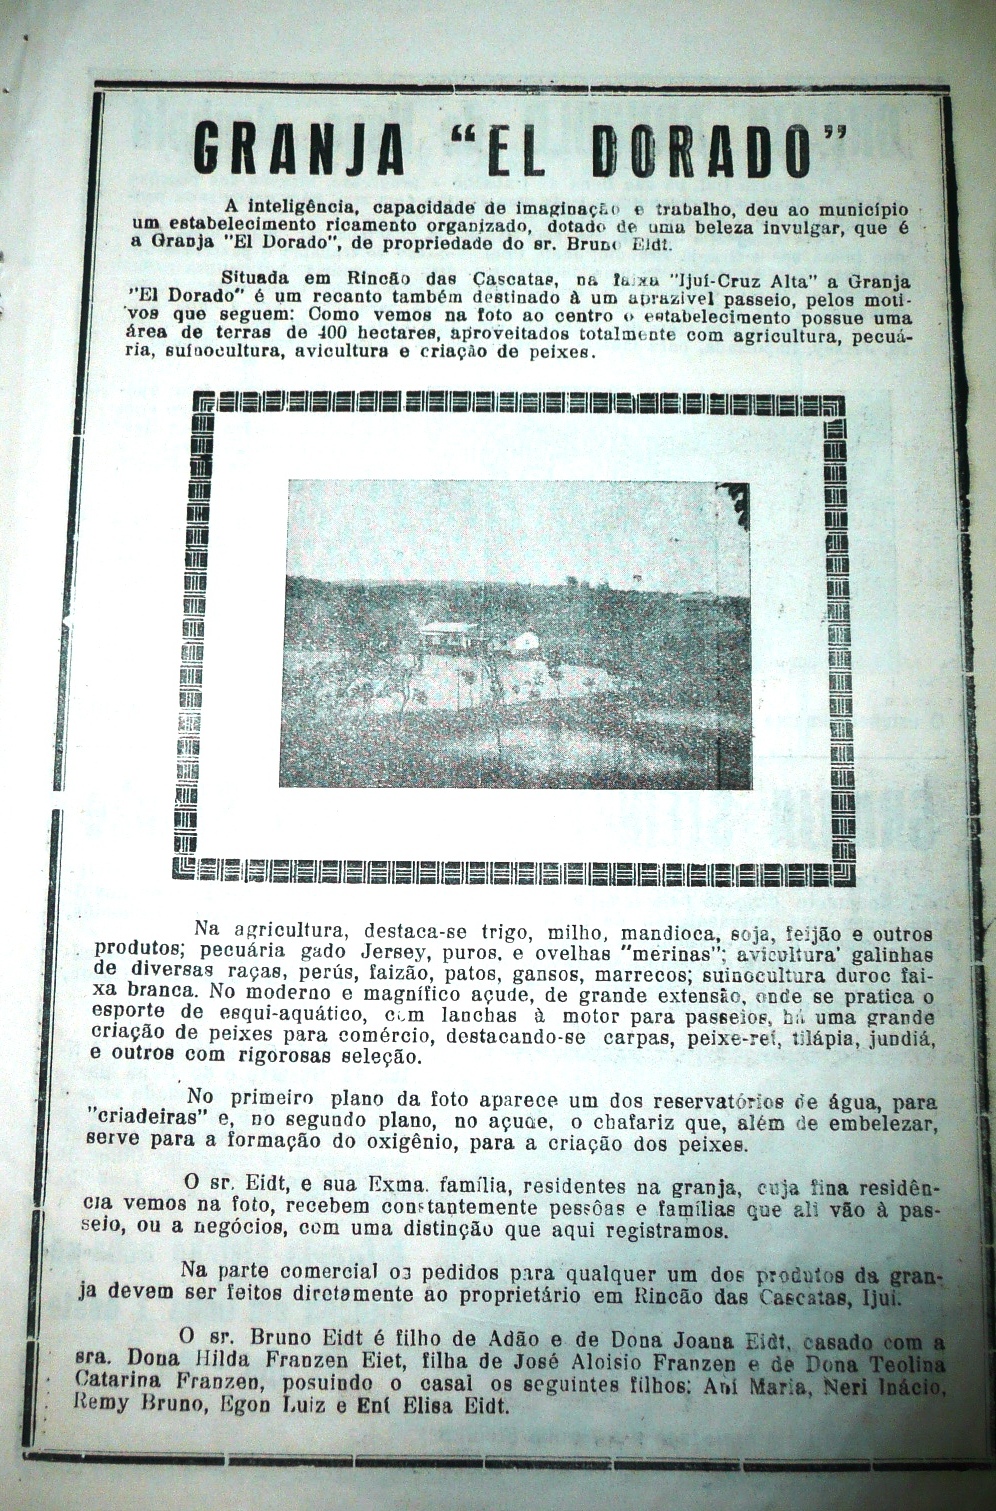 GRANJA “EL DORADO”
A inteligência, capacidade de imaginação e trabalho, deu ao município
um estabelecimento ricamento organizado, dotado de uma beleza invulgar, que é
a Granja "El Dorado", de propriedade do sr. Bruno Eidt.
Situada em Rincão das Cascatas, na faixa "Ijuí-Cruz Alta" a Granja
"El Dorado" é um recanto também destinado à um aprazivel passeio, pelos moti-
vos que seguem: Como vemos na foto ao centro o estabelecimento possue uma
área de terras de 400 hectares, aproveitados totalmente com agricultura, pecuá-
ria, suínocultura, avicultura e criação de peixes.
Na agricultura, destaca-se trigo, milho, mandioca, soja, feijão e outros
produtos; pecuária gado Jersey, puros, e ovelhas "merinas"; avicultura' galinhas
de diversas raças, perús, faizão, patos, gansos, marrecos; suinocultura duroc fai-
xa branca. No moderno e magnífico açude, de grande extensão, onde se pratica o
esporte de esqui-aquático, com lanchas à motor para passeios, há uma grande
criação de peixes para comércio, destacando-se carpas, peixe-rei, tilápia, jundiá,
e outros com rigorosas seleção.
No primeiro plano da foto aparece um dos reservatórios de água, para
"criadeiras" e, no segundo plano, no açude, o chafariz que, além de embelezar,
serve para a formação do oxigênio, para a criação dos peixes.
O sr. Eidt, e sua Exma. família, residentes na granja, cuja fina residên-
cia vemos na foto, recebem constantemente pessôas e famílias que ali vão à pas-
seio, ou a negócios, com uma distinção que aqui registramos.
Na parte comercial os pedidos para qualquer um dos produtos da gran-
ja devem ser feitos diretemente ao proprietário em Rincão das Cascatas, Ijuí.
O sr. Bruno Eidt é filho de Adão e de Dona Joana Eidt, casado com a
sra. Dona Hilda Franzen Eiet, filha de José Aloisio Franzen e de Dona Teolina
Catarina Franzen, posuindo o casal os seguintes filhos: Ani Maria, Neri Inácio,
Remy Bruno, Egon Luiz e Ení Elisa Eidt.